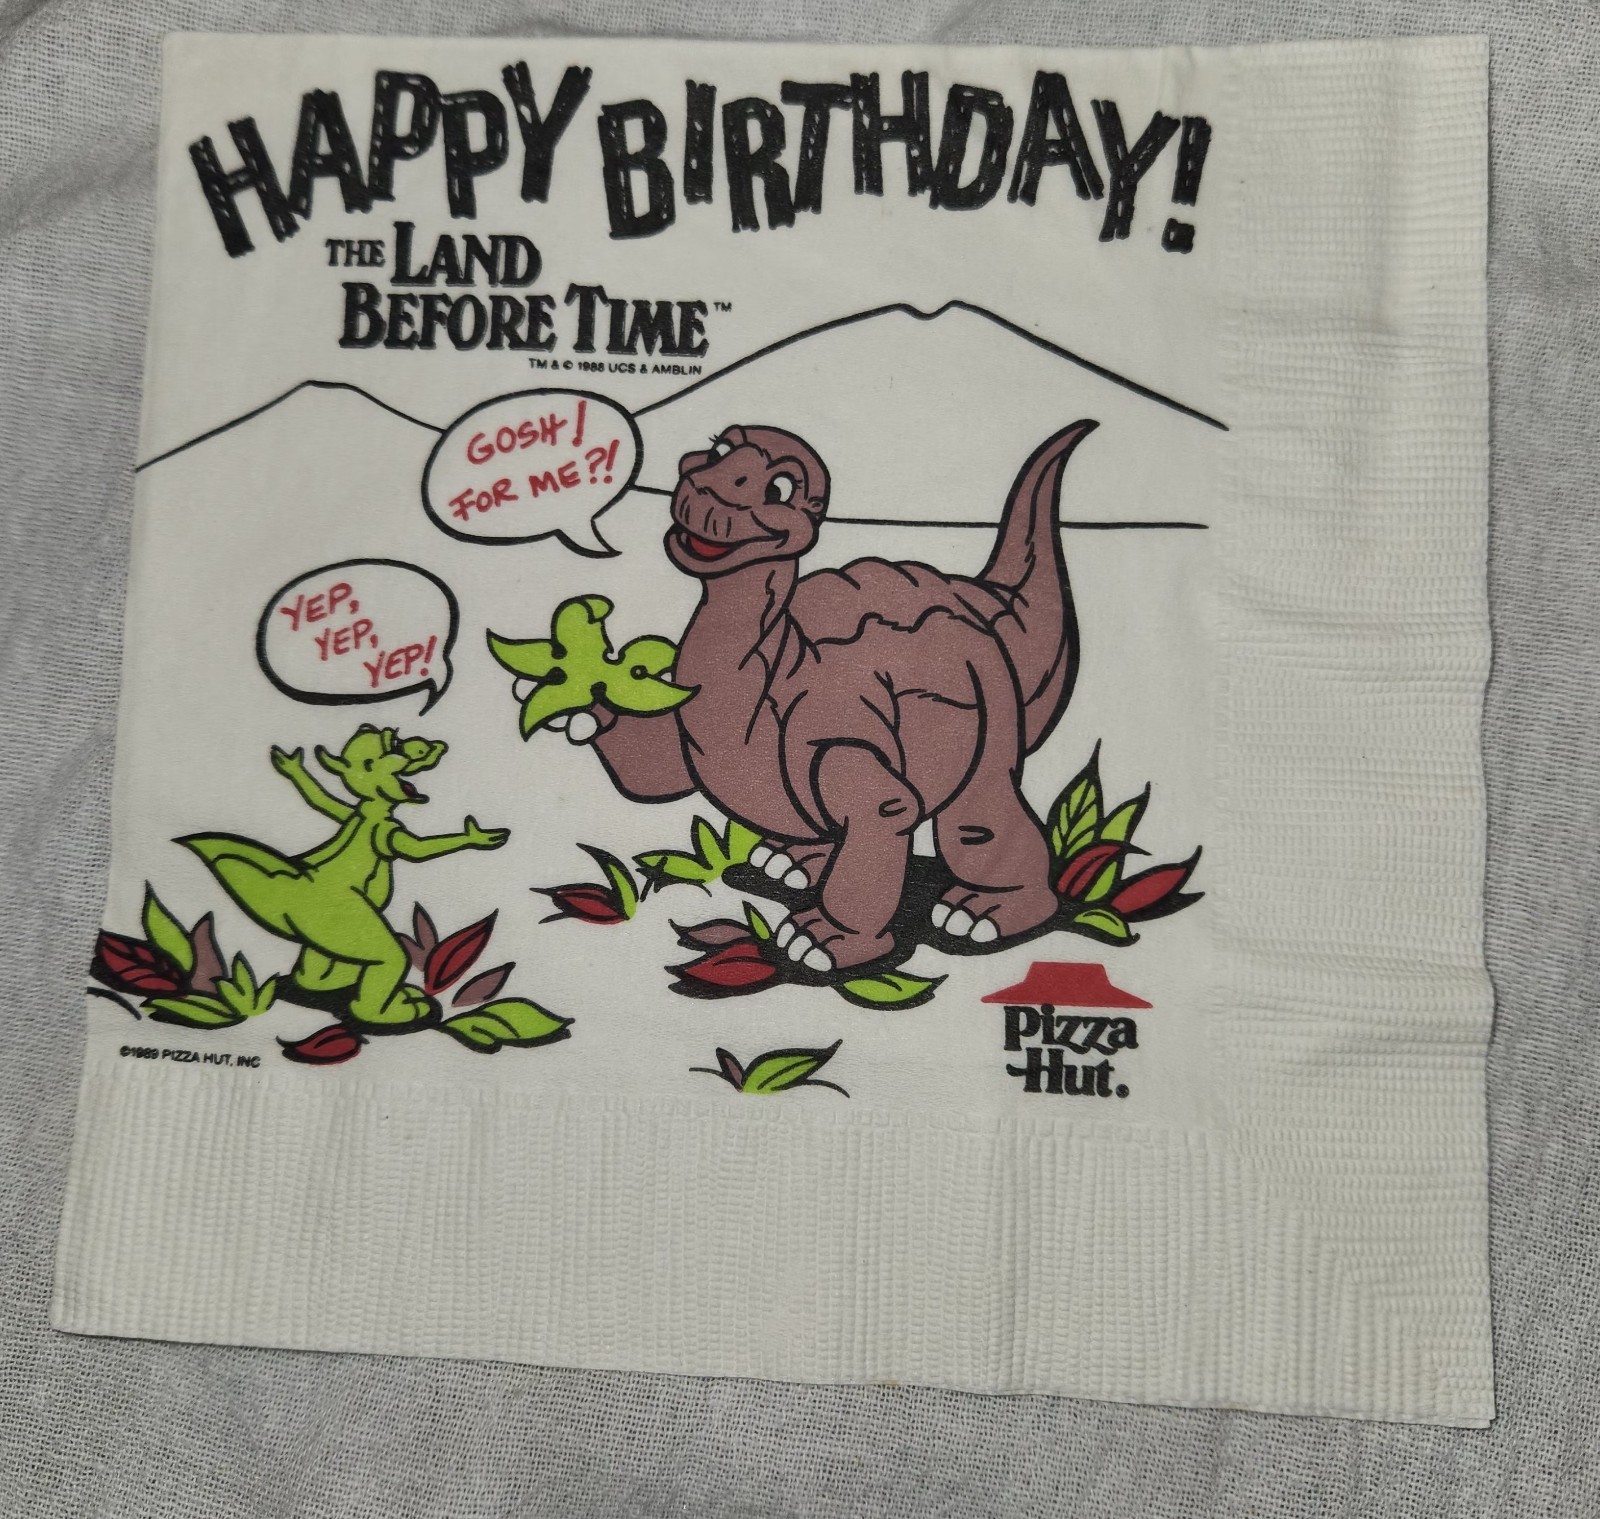 HAPPY BIRTHDAY!
THE LAND
BEFORE TIME™
TM & © 1988 UCS & AMBLIN
GOSH!
FOR ME?!
YEP,
YEP,
YEP!
Pizza
Hut.
©1989 PIZZA HUT, INC